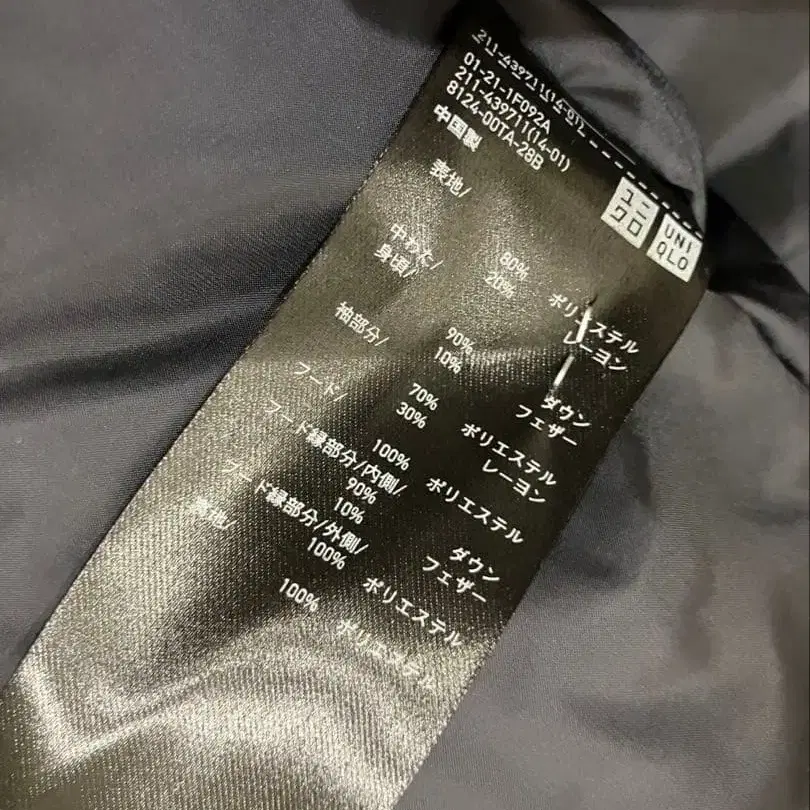 211-439711(14-01)
01-21-1F092A
211-439711(14-01)
8124-00TA-28B
中国製
ユニ
クロ
UNI
QLO
表地/
80% ポリエステル
20% レーヨン
中わた/
身頃/
90% ダウン
10% フェザー
袖部分/
70% ポリエステル
30% レーヨン
フード/
100% ポリエステル
フード縁部分/内側/
90% ダウン
10% フェザー
フード縁部分/外側/
100% ポリエステル
裏地/
100% ポリエステル